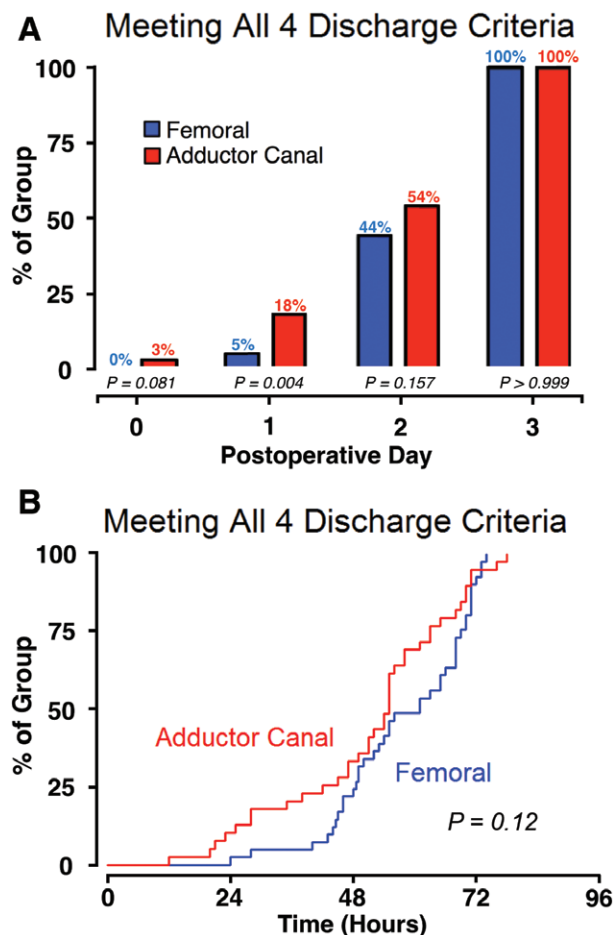 A
Meeting All 4 Discharge Criteria
100
75
50
25
0
% of Group
Femoral
Adductor Canal
0%
3%
5%
18%
44%
54%
100%
100%
P = 0.081
P = 0.004
P = 0.157
P > 0.999
0
1
2
3
Postoperative Day
B
Meeting All 4 Discharge Criteria
100
75
50
25
0
% of Group
Adductor Canal
Femoral
P = 0.12
0
24
48
72
96
Time (Hours)